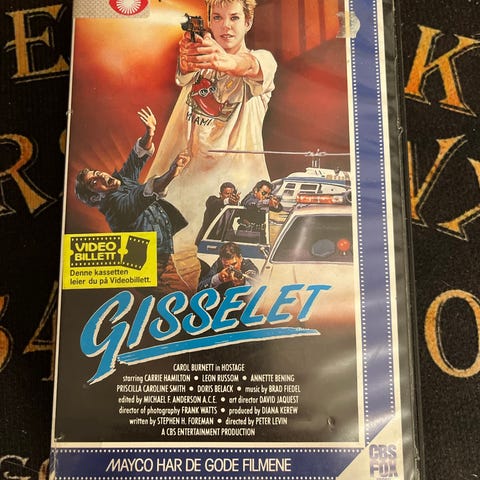 MIAMI
VIDEO
BILLETT
Denne kassetten
leier du på Videobillett.
GISSELET
CAROL BURNETT in HOSTAGE
starring CARRIE HAMILTON • LEON RUSSOM • ANNETTE BENING
PRISCILLA CAROLINE SMITH • DORIS BELACK • music by BRAD FIEDEL
edited by MICHAEL F. ANDERSON A.C.E. • art director DAVID JAQUEST
director of photography FRANK WATTS • produced by DIANA KEREW
written by STEPHEN H. FOREMAN • directed by PETER LEVIN
A CBS ENTERTAINMENT PRODUCTION
MAYCO HAR DE GODE FILMENE
CBS
FOX